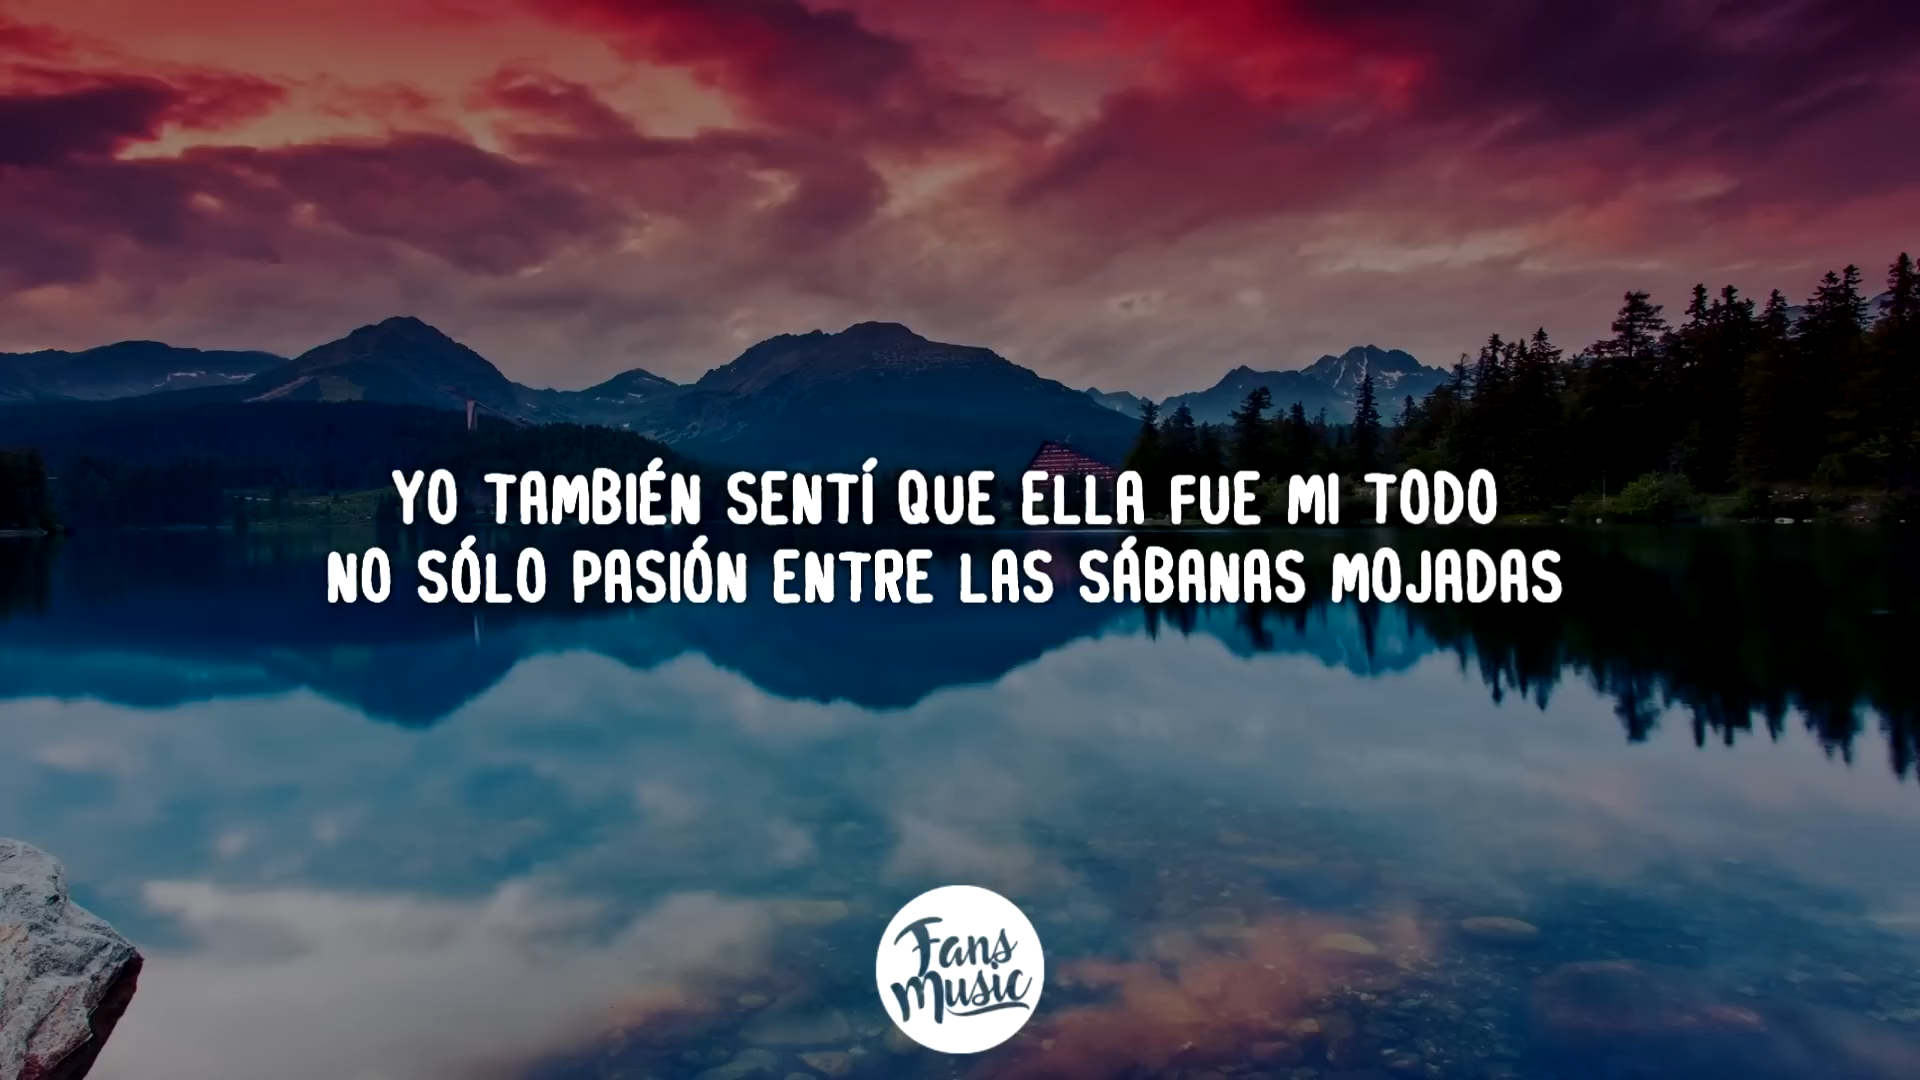 YO TAMBIÉN SENTÍ QUE ELLA FUE MI TODO
NO SÓLO PASIÓN ENTRE LAS SÁBANAS MOJADAS
Fans
Music